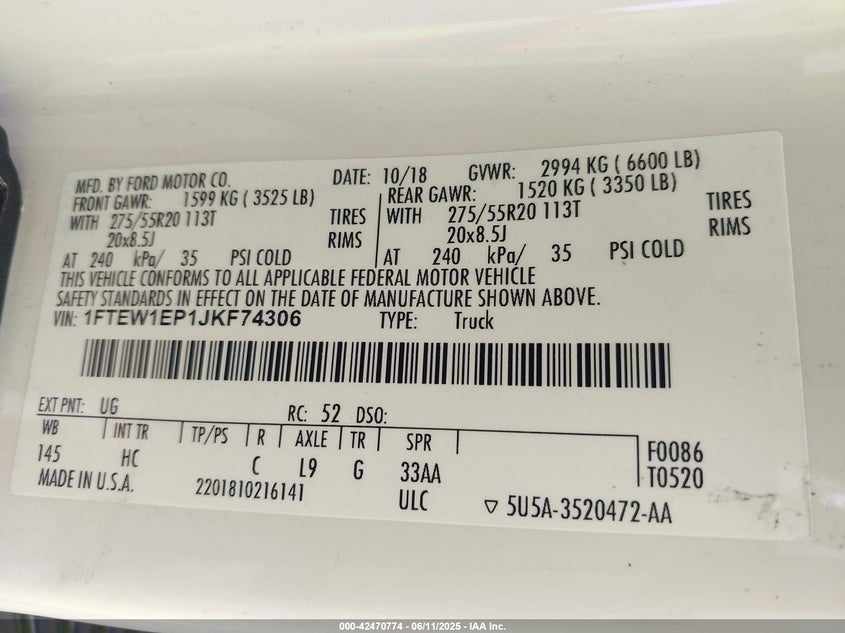 MFD. BY FORD MOTOR CO. DATE: 10/18 GVWR: 2994 KG ( 6600 LB)
FRONT GAWR: 1599 KG ( 3525 LB) REAR GAWR: 1520 KG ( 3350 LB)
WITH 275/55R20 113T TIRES WITH 275/55R20 113T TIRES
20x8.5J RIMS 20x8.5J RIMS
AT 240 kPa/ 35 PSI COLD AT 240 kPa/ 35 PSI COLD
THIS VEHICLE CONFORMS TO ALL APPLICABLE FEDERAL MOTOR VEHICLE
SAFETY STANDARDS IN EFFECT ON THE DATE OF MANUFACTURE SHOWN ABOVE.
VIN: 1FTEW1EP1JKF74306 TYPE: Truck
EXT PNT: UG RC: 52 DSO:
WB INT TR TP/PS R AXLE TR SPR F0086
145 HC C L9 G 33AA T0520
MADE IN U.S.A. 2201810216141 ULC ▽ 5U5A-3520472-AA
000-42470774 - 06/11/2025 - IAA Inc.